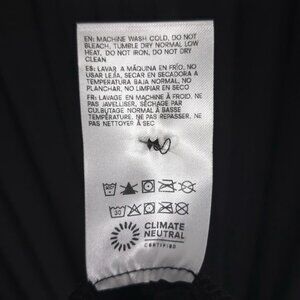 EN: MACHINE WASH COLD, DO NOT
BLEACH, TUMBLE DRY NORMAL LOW
HEAT, DO NOT IRON, DO NOT DRY
CLEAN
ES: LAVAR A MÁQUINA EN FRÍO, NO
USAR LEJÍA, SECAR EN SECADORA A
TEMPERATURA BAJA NORMAL, NO
PLANCHAR, NO LIMPIAR EN SECO
FR: LAVAGE EN MACHINE À FROID, NE
PAS JAVELLISER, SÉCHAGE PAR
CULBUTAGE NORMAL À BASSE
TEMPÉRATURE, NE PAS REPASSER, NE
PAS NETTOYER À SEC
30
CLIMATE
NEUTRAL
CERTIFIED